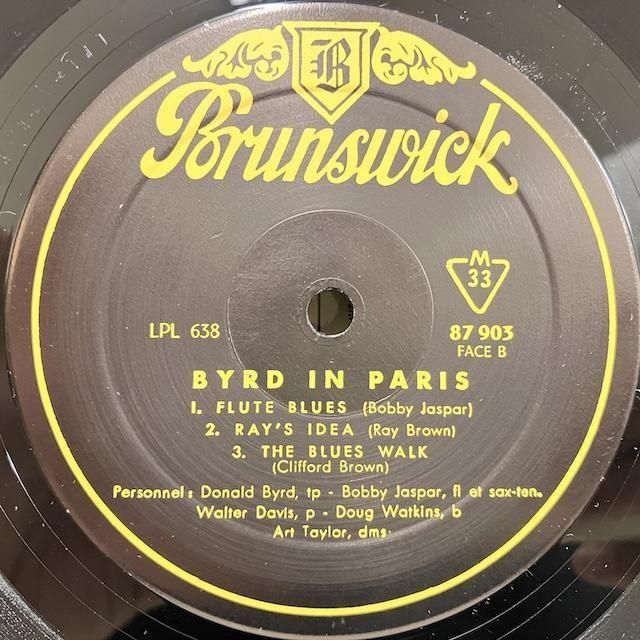 B
Brunswick
M
33
LPL 638
87 903
FACE B
BYRD IN PARIS
1. FLUTE BLUES (Bobby Jaspar)
2. RAY'S IDEA (Ray Brown)
3. THE BLUES WALK
(Clifford Brown)
Personnel: Donald Byrd, tp - Bobby Jaspar, fl et sax-ten.
Walter Davis, p - Doug Watkins, b
Art Taylor, dms